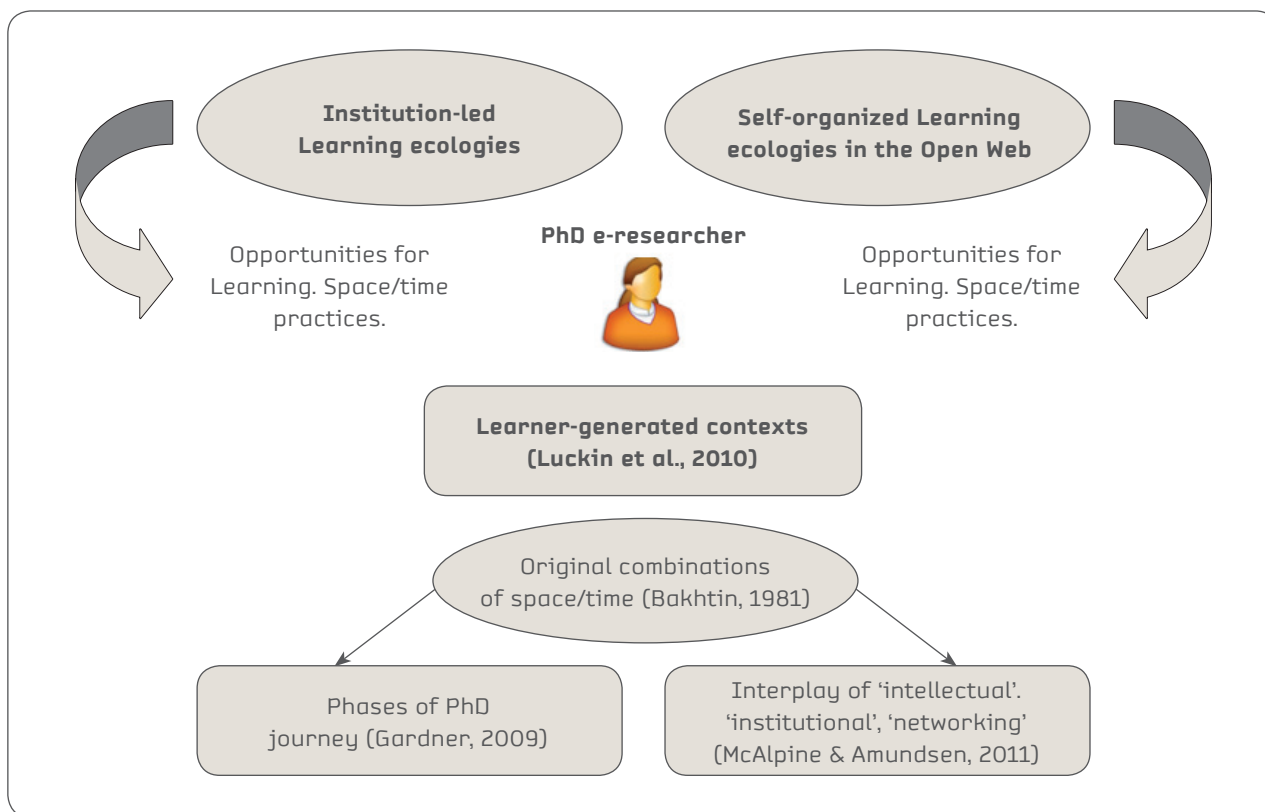 Institution-led
Learning ecologies
Self-organized Learning
ecologies in the Open Web
PhD e-researcher
Opportunities for
Learning. Space/time
practices.
Opportunities for
Learning. Space/time
practices.
Learner-generated contexts
(Luckin et al., 2010)
Original combinations
of space/time (Bakhtin, 1981)
Phases of PhD
journey (Gardner, 2009)
Interplay of ‘intellectual’.
‘institutional’, ‘networking’
(McAlpine & Amundsen, 2011)